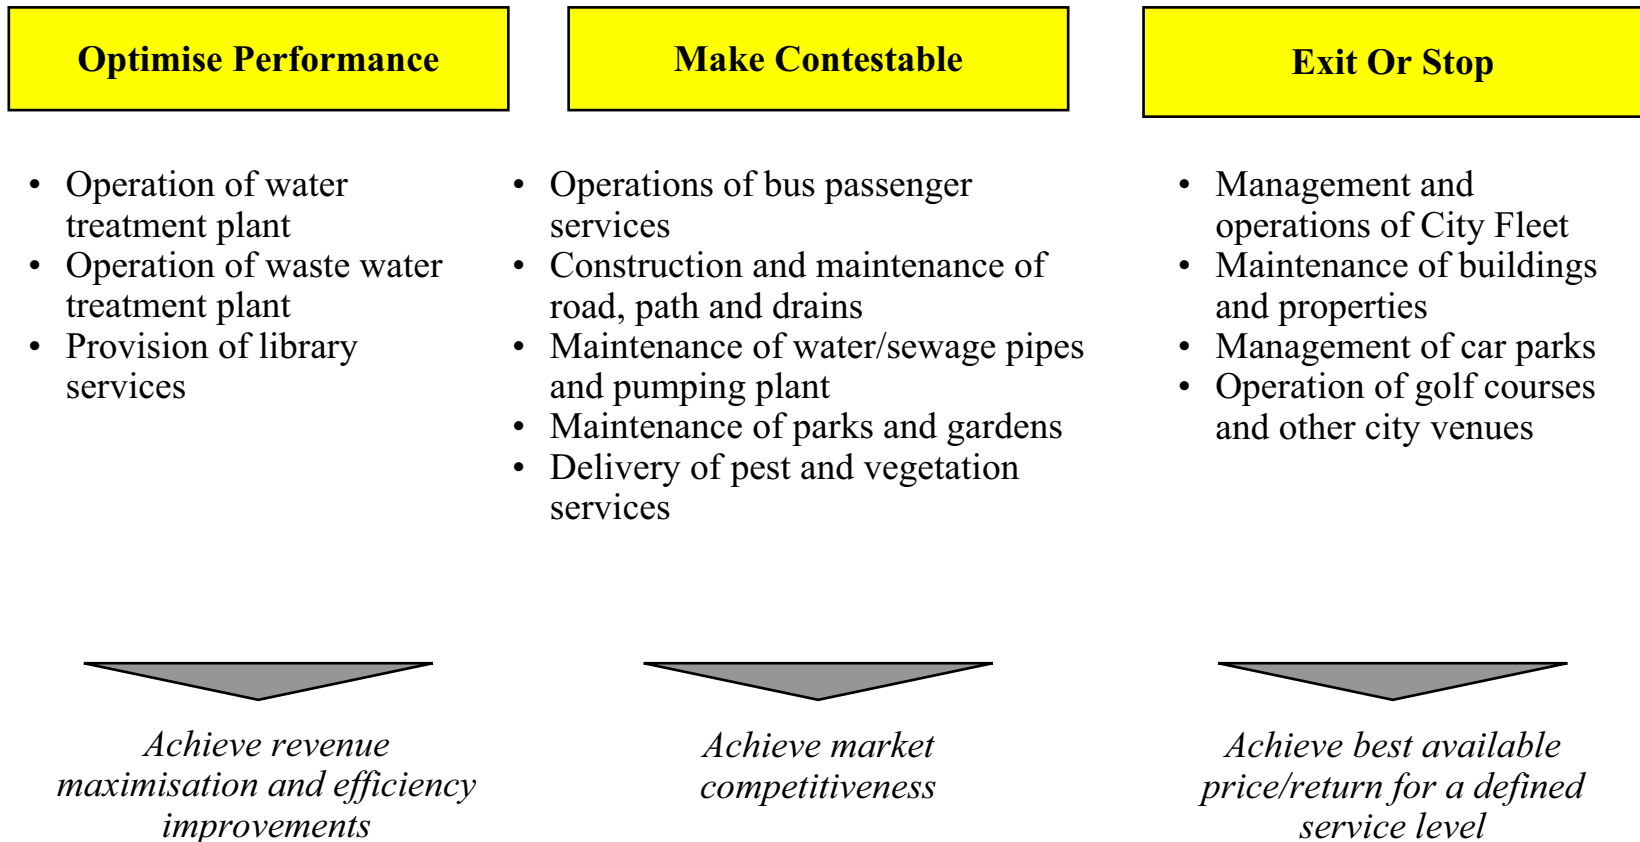 Optimise Performance
• Operation of water
treatment plant
• Operation of waste water
treatment plant
• Provision of library
services
Achieve revenue
maximisation and efficiency
improvements
Make Contestable
• Operations of bus passenger
services
• Construction and maintenance of
road, path and drains
• Maintenance of water/sewage pipes
and pumping plant
• Maintenance of parks and gardens
• Delivery of pest and vegetation
services
Achieve market
competitiveness
Exit Or Stop
• Management and
operations of City Fleet
• Maintenance of buildings
and properties
• Management of car parks
• Operation of golf courses
and other city venues
Achieve best available
price/return for a defined
service level